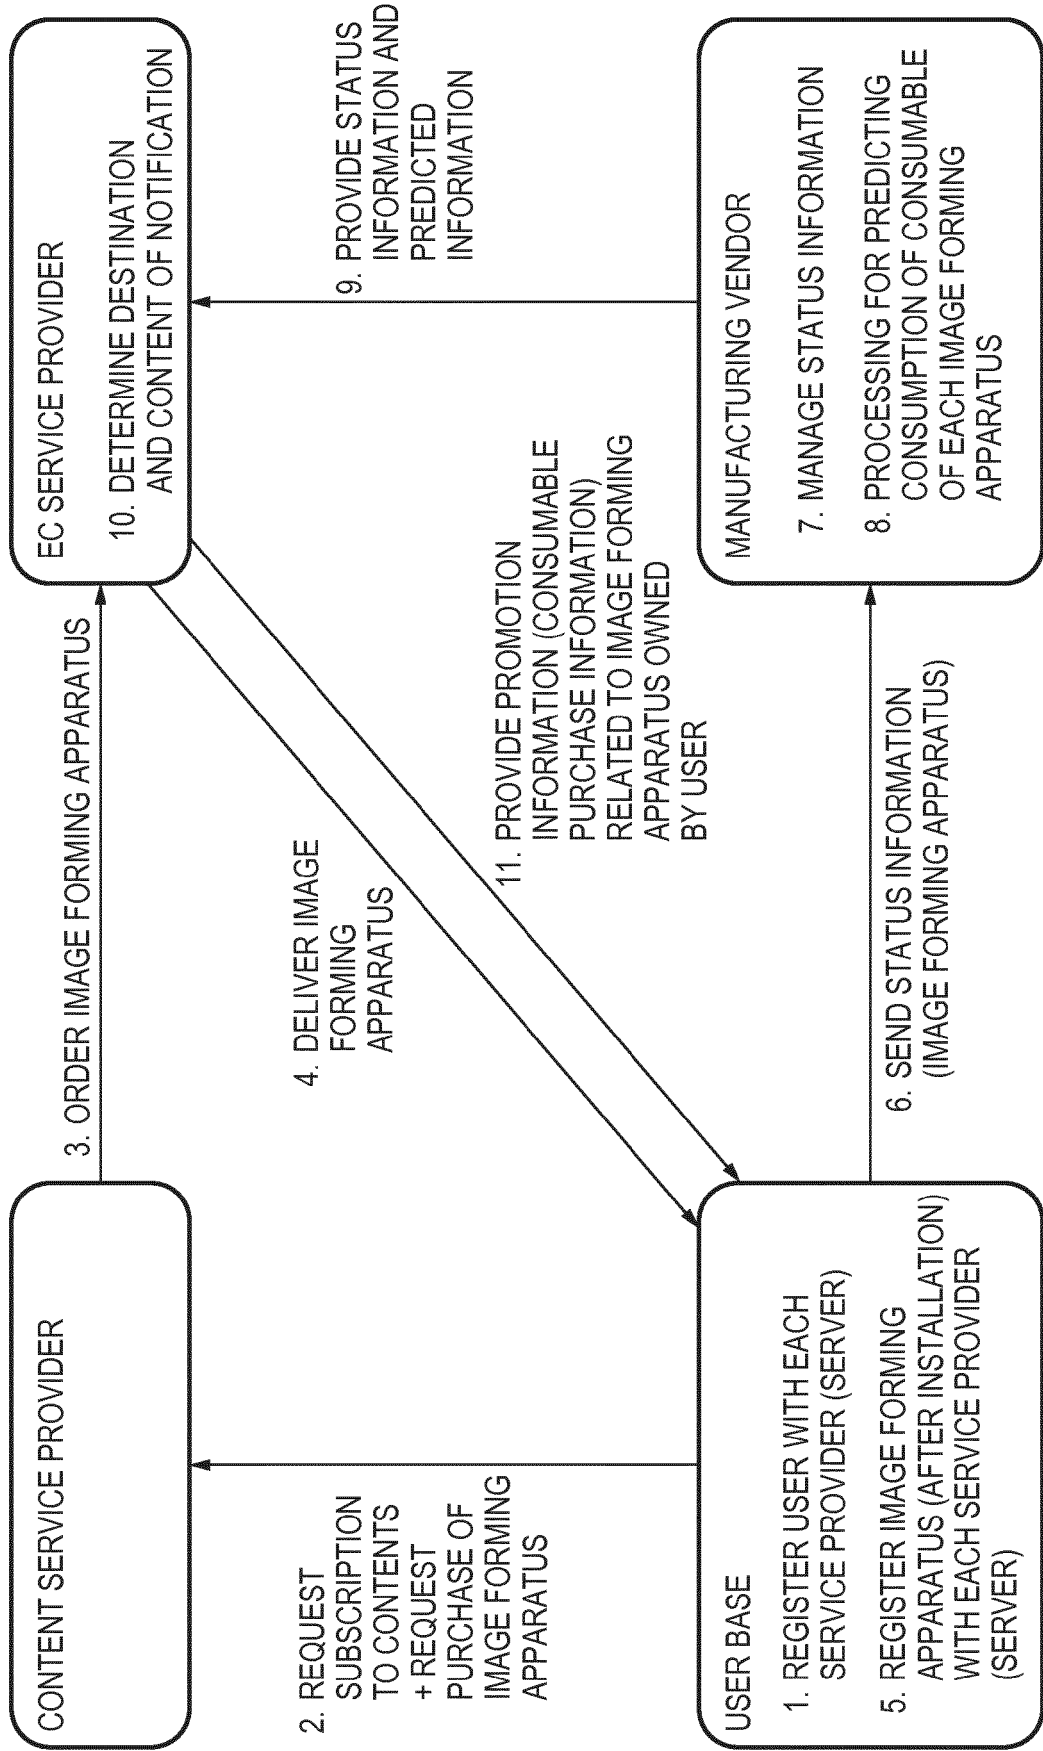 CONTENT SERVICE PROVIDER
3. ORDER IMAGE FORMING APPARATUS
EC SERVICE PROVIDER
10. DETERMINE DESTINATION
AND CONTENT OF NOTIFICATION
2. REQUEST
SUBSCRIPTION
TO CONTENTS
+ REQUEST
PURCHASE OF
IMAGE FORMING
APPARATUS
4. DELIVER IMAGE
FORMING
APPARATUS
11. PROVIDE PROMOTION
INFORMATION (CONSUMABLE
PURCHASE INFORMATION)
RELATED TO IMAGE FORMING
APPARATUS OWNED
BY USER
9. PROVIDE STATUS
INFORMATION AND
PREDICTED
INFORMATION
USER BASE
1. REGISTER USER WITH EACH
SERVICE PROVIDER (SERVER)
5. REGISTER IMAGE FORMING
APPARATUS (AFTER INSTALLATION)
WITH EACH SERVICE PROVIDER
(SERVER)
6. SEND STATUS INFORMATION
(IMAGE FORMING APPARATUS)
MANUFACTURING VENDOR
7. MANAGE STATUS INFORMATION
8. PROCESSING FOR PREDICTING
CONSUMPTION OF CONSUMABLE
OF EACH IMAGE FORMING
APPARATUS